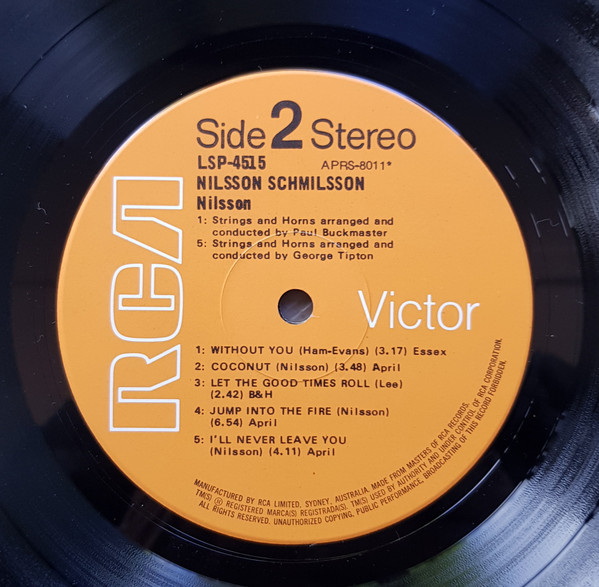 Side 2 Stereo
LSP-4515 APRS-8011*
NILSSON SCHMILSSON
Nilsson
1: Strings and Horns arranged and
conducted by Paul Buckmaster
5: Strings and Horns arranged and
conducted by George Tipton
RCA
Victor
1: WITHOUT YOU (Ham-Evans) (3.17) Essex
2: COCONUT (Nilsson) (3.48) April
3: LET THE GOOD TIMES ROLL (Lee)
(2.42) B&H
4: JUMP INTO THE FIRE (Nilsson)
(6.54) April
5: I'LL NEVER LEAVE YOU
(Nilsson) (4.11) April
MANUFACTURED BY RCA LIMITED, SYDNEY, AUSTRALIA. MADE FROM MASTERS OF RCA RECORDS.
TM(S) ® REGISTERED MARCA(S) REGISTRADA(S). TM(S) USED BY AUTHORITY AND UNDER CONTROL OF RCA CORPORATION.
ALL RIGHTS RESERVED. UNAUTHORIZED COPYING, PUBLIC PERFORMANCE, BROADCASTING OF THIS RECORD FORBIDDEN.